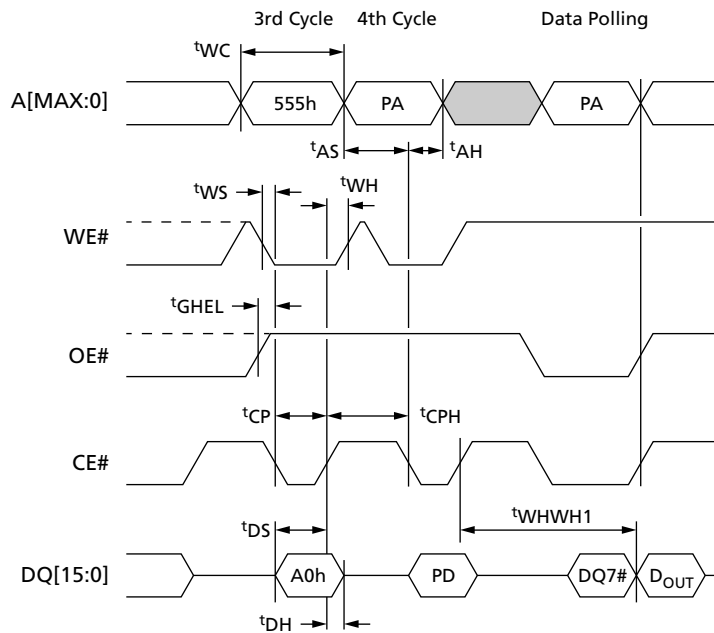 3rd Cycle 4th Cycle Data Polling
tWC
A[MAX:0] 555h PA PA
tAS tAH
tWS tWH
WE#
tGHEL
OE#
tCP tCPH
CE#
tWHWH1
tDS
DQ[15:0] A0h PD DQ7# DOUT
tDH